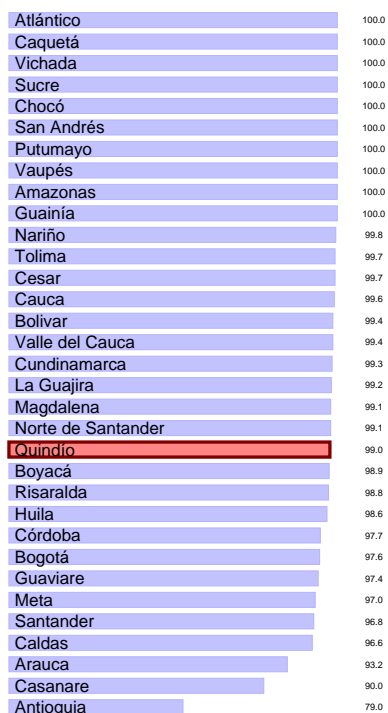 Atlántico 100.0
Caquetá 100.0
Vichada 100.0
Sucre 100.0
Chocó 100.0
San Andrés 100.0
Putumayo 100.0
Vaupés 100.0
Amazonas 100.0
Guainía 100.0
Nariño 99.8
Tolima 99.7
Cesar 99.7
Cauca 99.6
Bolivar 99.4
Valle del Cauca 99.4
Cundinamarca 99.3
La Guajira 99.2
Magdalena 99.1
Norte de Santander 99.1
Quindío 99.0
Boyacá 98.9
Risaralda 98.8
Huila 98.6
Córdoba 97.7
Bogotá 97.6
Guaviare 97.4
Meta 97.0
Santander 96.8
Caldas 96.6
Arauca 93.2
Casanare 90.0
Antioquia 79.0